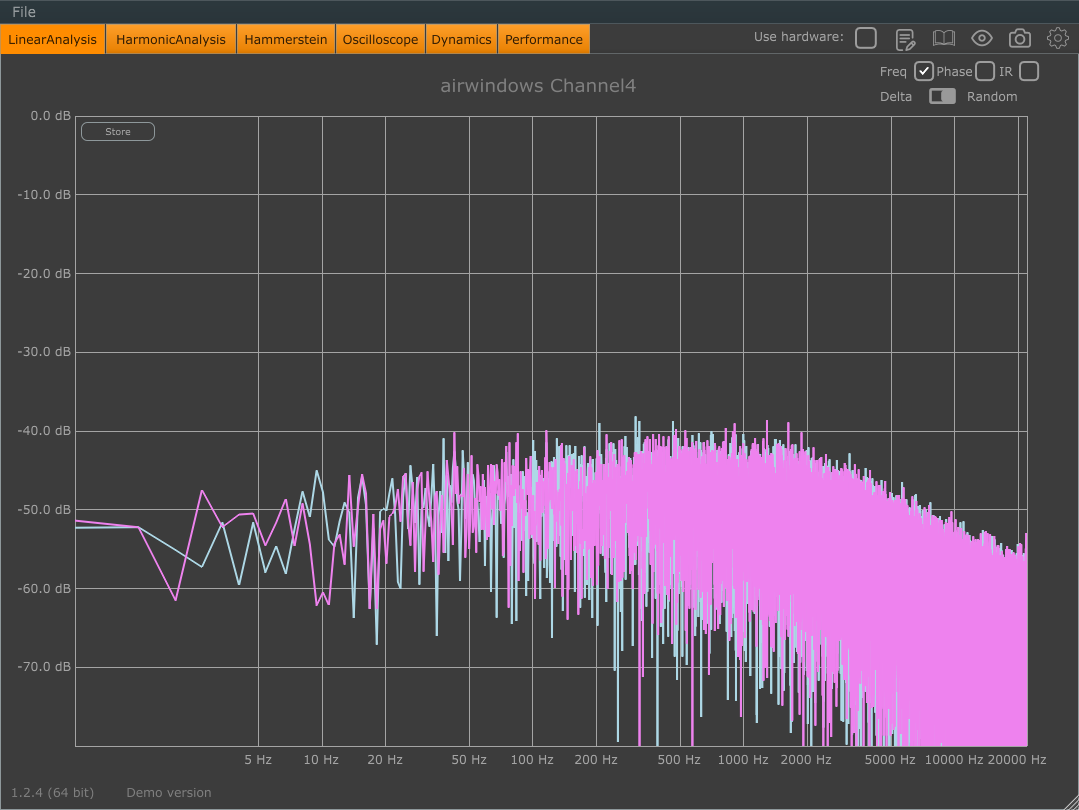 File
LinearAnalysis HarmonicAnalysis Hammerstein Oscilloscope Dynamics Performance Use hardware:
Freq Phase IR
airwindows Channel4
Delta Random
0.0 dB
Store
-10.0 dB
-20.0 dB
-30.0 dB
-40.0 dB
-50.0 dB
-60.0 dB
-70.0 dB
5 Hz 10 Hz 20 Hz 50 Hz 100 Hz 200 Hz 500 Hz 1000 Hz 2000 Hz 5000 Hz 10000 Hz 20000 Hz
1.2.4 (64 bit) Demo version